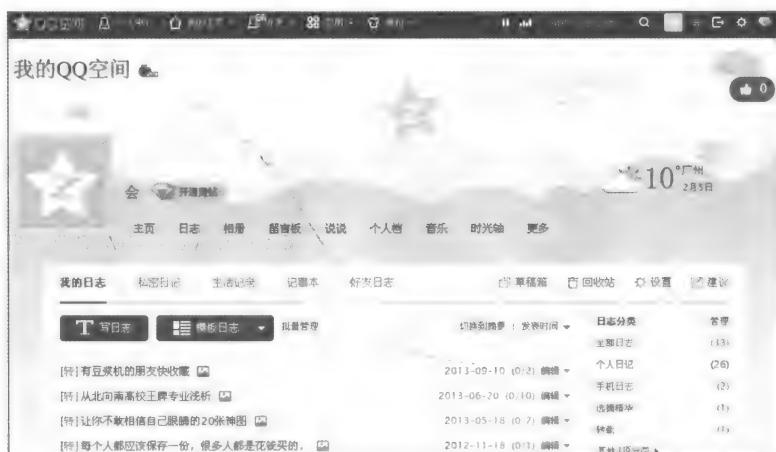 QQ空间
我的QQ空间
0
10°广州
2月5日
会
主页 日志 相册 留言板 说说 个人档 音乐 时光轴 更多
我的日志 私密日记 记事本 好友日志 草稿箱 回收站 设置 建议
写日志 模板日志 批量管理 切换到摘要 | 发表时间 日志分类 管理
全部日志 (33)
[转]有豆浆机的朋友快收藏 2013-09-10 (0/2) 编辑 个人日记 (26)
手机日志 (2)
[转]从北向南高校王牌专业浅析 2013-06-20 (0/10) 编辑
(1)
[转]让你不敢相信自己眼睛的20张神图 2013-05-18 (0/7) 编辑
转载 (1)
[转]每个人都应该保存一份，很多人都是花钱买的． 2012-11-18 (0/1) 编辑